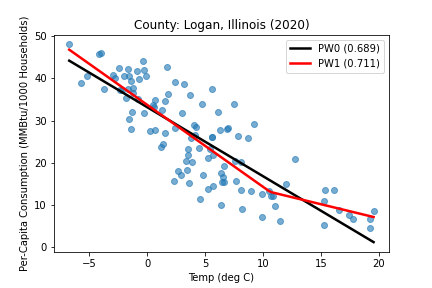 County: Logan, Illinois (2020)
Per-Capita Consumption (MMBtu/1000 Households)
50
40
30
20
10
0
PW0 (0.689)
PW1 (0.711)
−5
0
5
10
15
20
Temp (deg C)